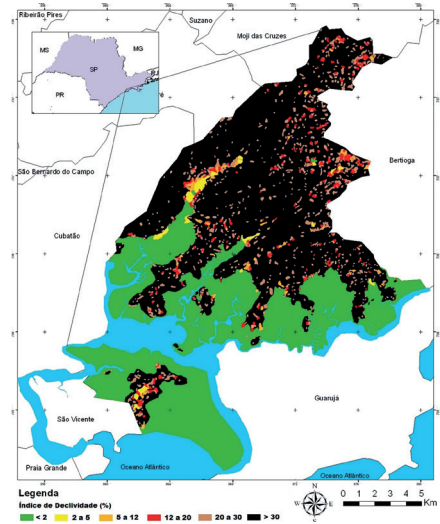 Ribeirão Pires
Suzano
Moji das Cruzes
MS
MG
SP
RJ
PR
Bertioga
São Bernardo do Campo
Cubatão
Guarujá
São Vicente
Praia Grande
Oceano Atlântico
Oceano Atlântico
Legenda
Índice de Declividade (%)
< 2
2 a 5
5 a 12
12 a 20
20 a 30
> 30
N
W
E
S
0 1 2 3 4 5
Km